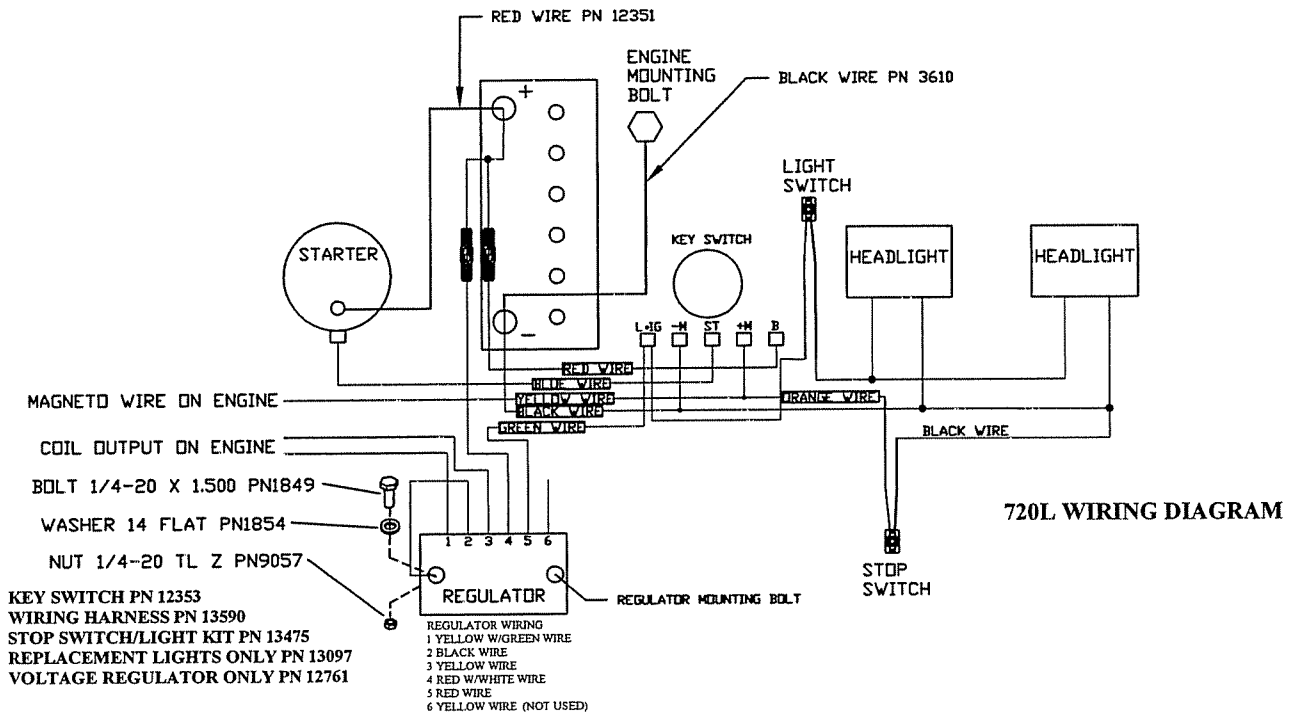 RED WIRE PN 12351
ENGINE
MOUNTING
BOLT
BLACK WIRE PN 3610
+
LIGHT
SWITCH
STARTER
KEY SWITCH
HEADLIGHT
HEADLIGHT
-
L+IG -M ST +M B
RED WIRE
BLUE WIRE
MAGNETO WIRE ON ENGINE
YELLOW WIRE
ORANGE WIRE
BLACK WIRE
GREEN WIRE
BLACK WIRE
COIL OUTPUT ON ENGINE
BOLT 1/4-20 X 1.500 PN1849
WASHER 14 FLAT PN1854
NUT 1/4-20 TL Z PN9057
720L WIRING DIAGRAM
1 2 3 4 5 6
REGULATOR
REGULATOR MOUNTING BOLT
STOP
SWITCH
KEY SWITCH PN 12353
WIRING HARNESS PN 13590
STOP SWITCH/LIGHT KIT PN 13475
REPLACEMENT LIGHTS ONLY PN 13097
VOLTAGE REGULATOR ONLY PN 12761
REGULATOR WIRING
1 YELLOW W/GREEN WIRE
2 BLACK WIRE
3 YELLOW WIRE
4 RED W/WHITE WIRE
5 RED WIRE
6 YELLOW WIRE (NOT USED)